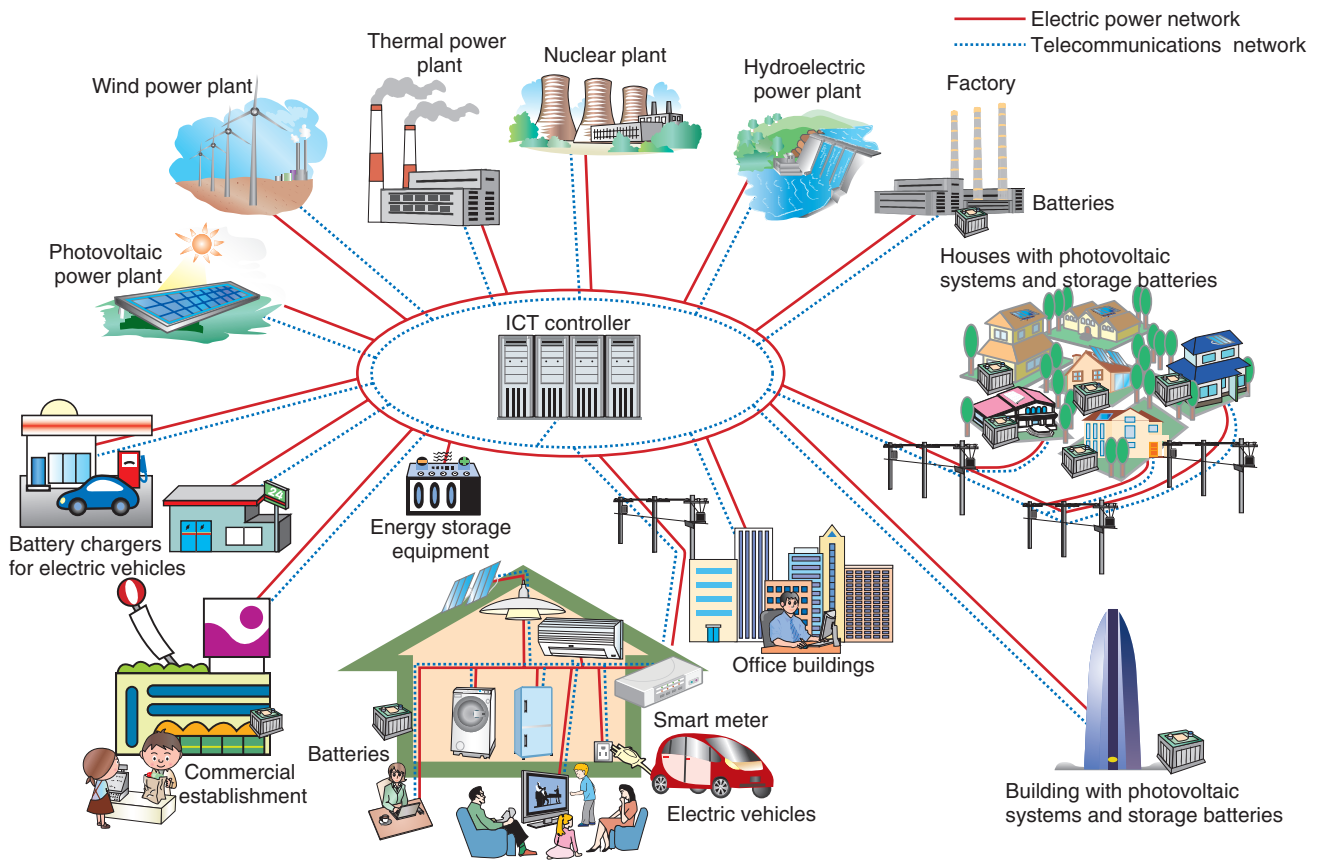 Electric power network
Telecommunications network
Thermal power
plant
Nuclear plant
Wind power plant
Hydroelectric
power plant
Factory
Batteries
Photovoltaic
power plant
Houses with photovoltaic
systems and storage batteries
ICT controller
24
Energy storage
equipment
Battery chargers
for electric vehicles
Office buildings
Smart meter
Batteries
Commercial
establishment
Electric vehicles
Building with photovoltaic
systems and storage batteries